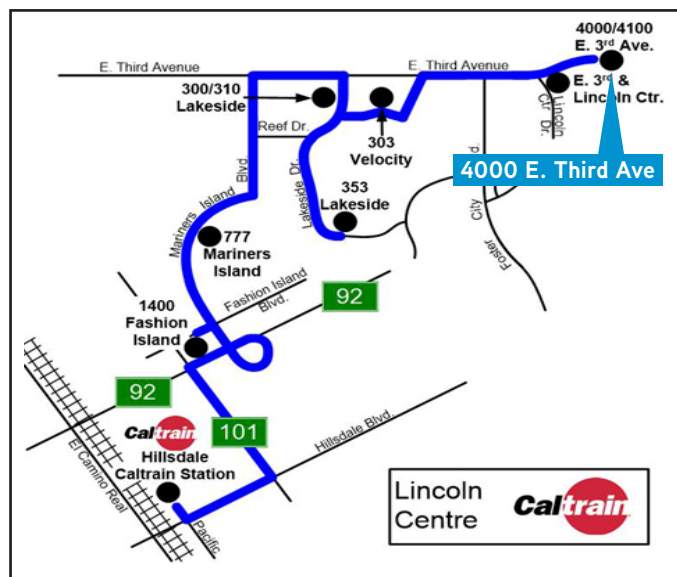 4000/4100
E. 3rd Ave.
E. Third Avenue
E. Third Avenue
300/310
Lakeside
E. 3rd &
Lincoln Ctr.
Lincoln
Ctr Dr.
Reef Dr.
303
Velocity
4000 E. Third Ave
Mariners Island Blvd.
Lakeside Dr.
353
Lakeside
Foster City
777
Mariners
Island
Fashion Island
Blvd.
92
1400
Fashion
Island
92
Caltrain
101
Hillsdale Blvd.
Hillsdale
Caltrain Station
El Camino Real
Pacific
Lincoln
Centre
Caltrain